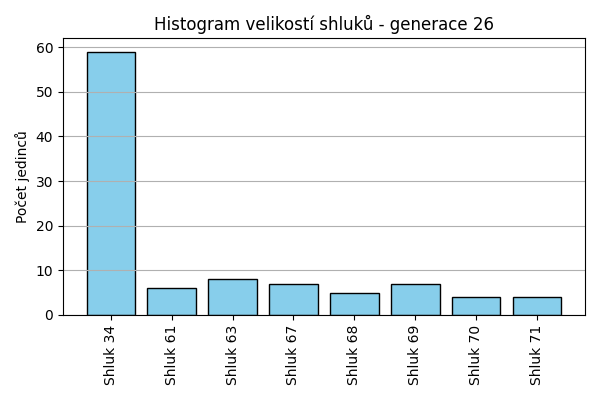 Histogram velikostí shluků - generace 26
Počet jedinců
60
50
40
30
20
10
0
Shluk 34
Shluk 61
Shluk 63
Shluk 67
Shluk 68
Shluk 69
Shluk 70
Shluk 71